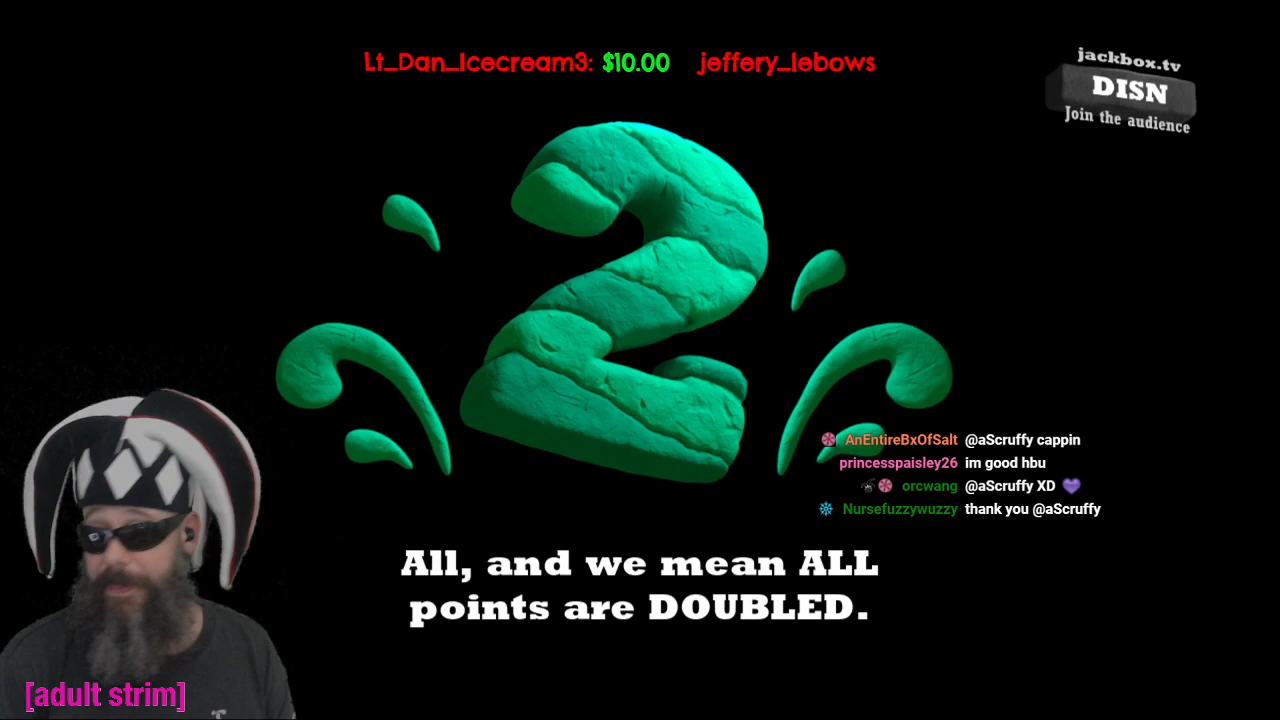 Lt_Dan_Icecream3: $10.00 jeffery_lebows
jackbox.tv
DISN
Join the audience
2
AnEntireBxOfSalt @aScruffy cappin
princesspaisley26 im good hbu
orcwang @aScruffy XD
Nursefuzzywuzzy thank you @aScruffy
All, and we mean ALL
points are DOUBLED.
[adult strim]